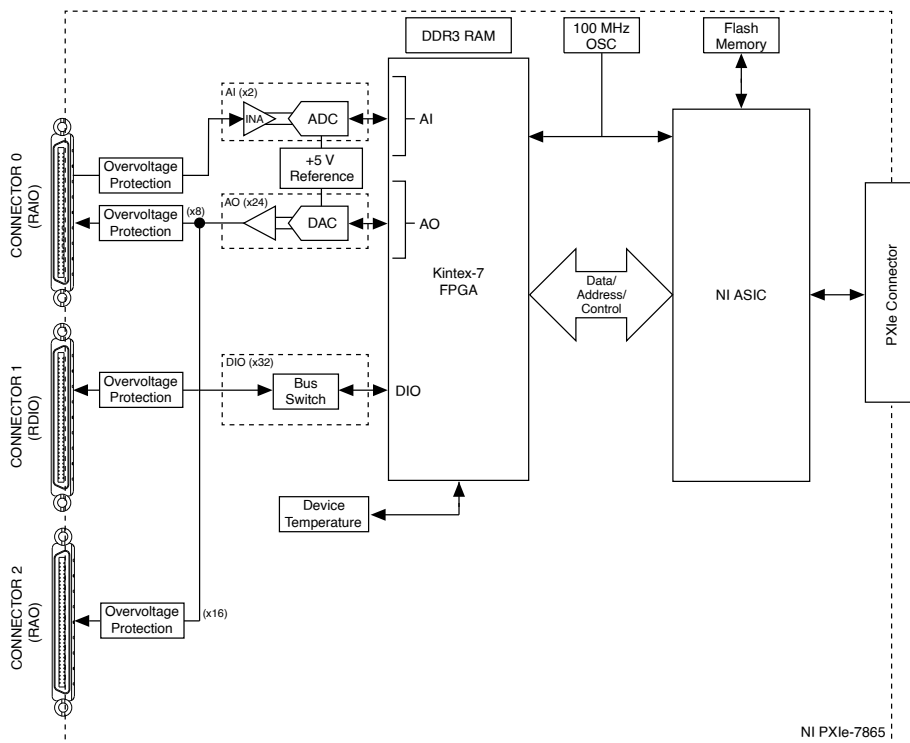 DDR3 RAM
100 MHz
OSC
Flash
Memory
AI (x2)
INA
ADC
AI
+5 V
Reference
Overvoltage
Protection
CONNECTOR 0
(RAIO)
Overvoltage
Protection
(x8)
AO (x24)
DAC
AO
Kintex-7
FPGA
Data/
Address/
Control
NI ASIC
PXIe Connector
CONNECTOR 1
(RDIO)
Overvoltage
Protection
DIO (x32)
Bus
Switch
DIO
Device
Temperature
CONNECTOR 2
(RAO)
Overvoltage
Protection
(x16)
NI PXIe-7865